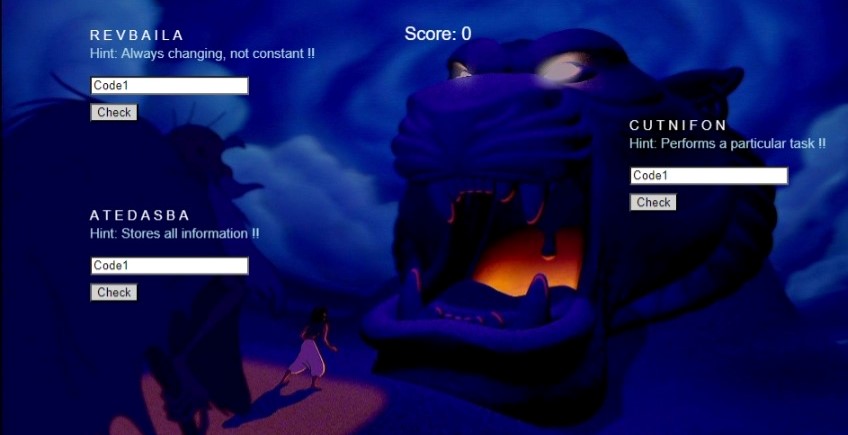 REVBAILA
Hint: Always changing, not constant !!
Code1
Check
Score: 0
CUTNIFON
Hint: Performs a particular task !!
Code1
Check
ATEDASBA
Hint: Stores all information !!
Code1
Check